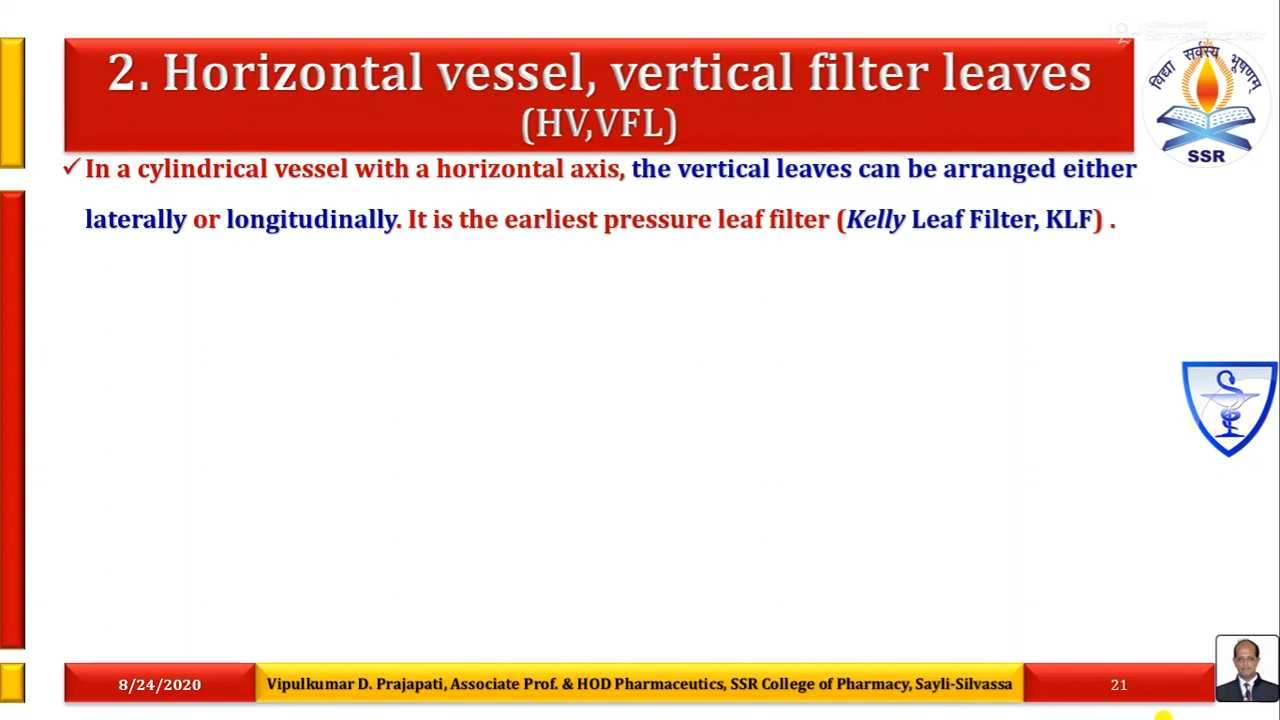 2. Horizontal vessel, vertical filter leaves
(HV,VFL)
विद्या सर्वस्य भूषणम्
SSR
✓In a cylindrical vessel with a horizontal axis, the vertical leaves can be arranged either
laterally or longitudinally. It is the earliest pressure leaf filter (Kelly Leaf Filter, KLF) .
8/24/2020
Vipulkumar D. Prajapati, Associate Prof. & HOD Pharmaceutics, SSR College of Pharmacy, Sayli-Silvassa
21